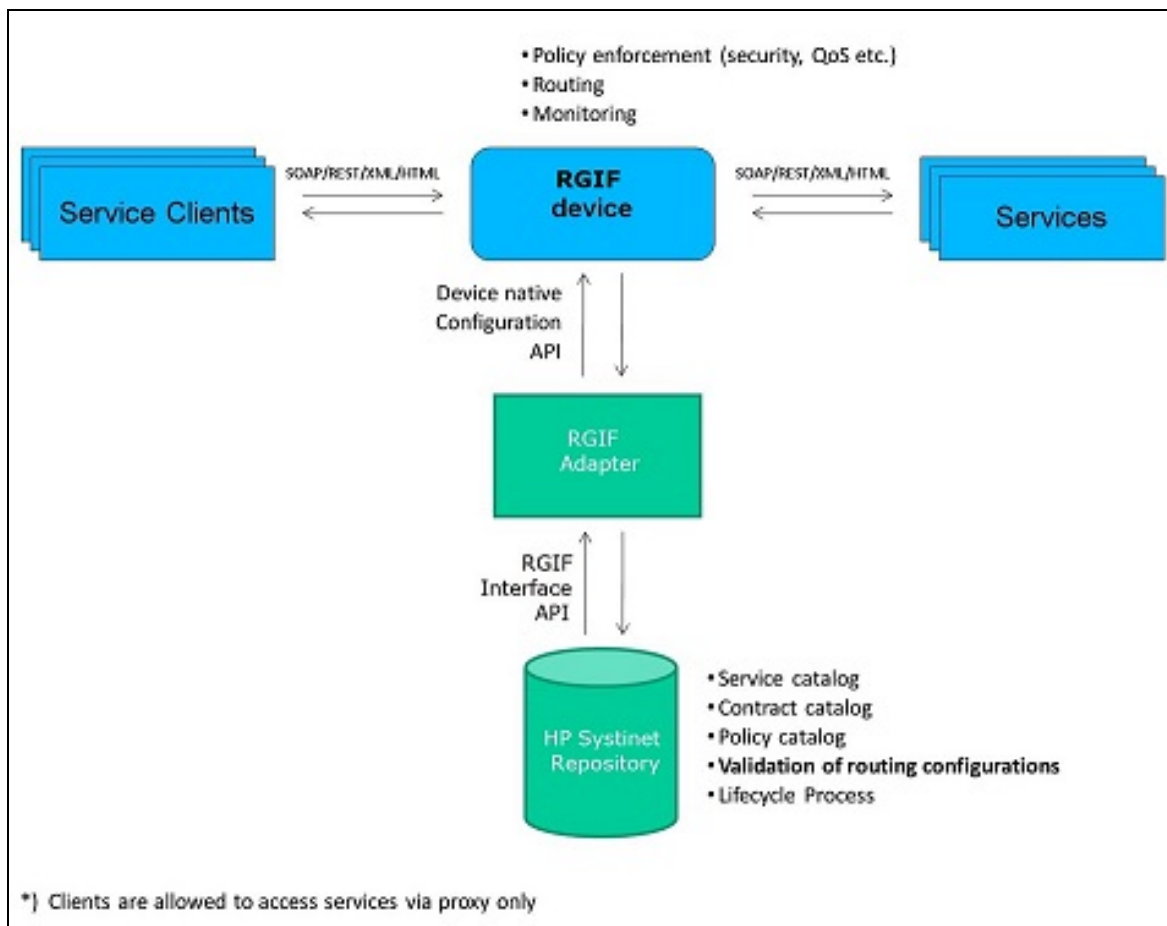 • Policy enforcement (security, QoS etc.)
• Routing
• Monitoring
Service Clients
SOAP/REST/XML/HTML
RGIF
device
SOAP/REST/XML/HTML
Services
Device native
Configuration
API
RGIF
Adapter
RGIF
Interface
API
HP Systinet
Repository
• Service catalog
• Contract catalog
• Policy catalog
• Validation of routing configurations
• Lifecycle Process
*) Clients are allowed to access services via proxy only